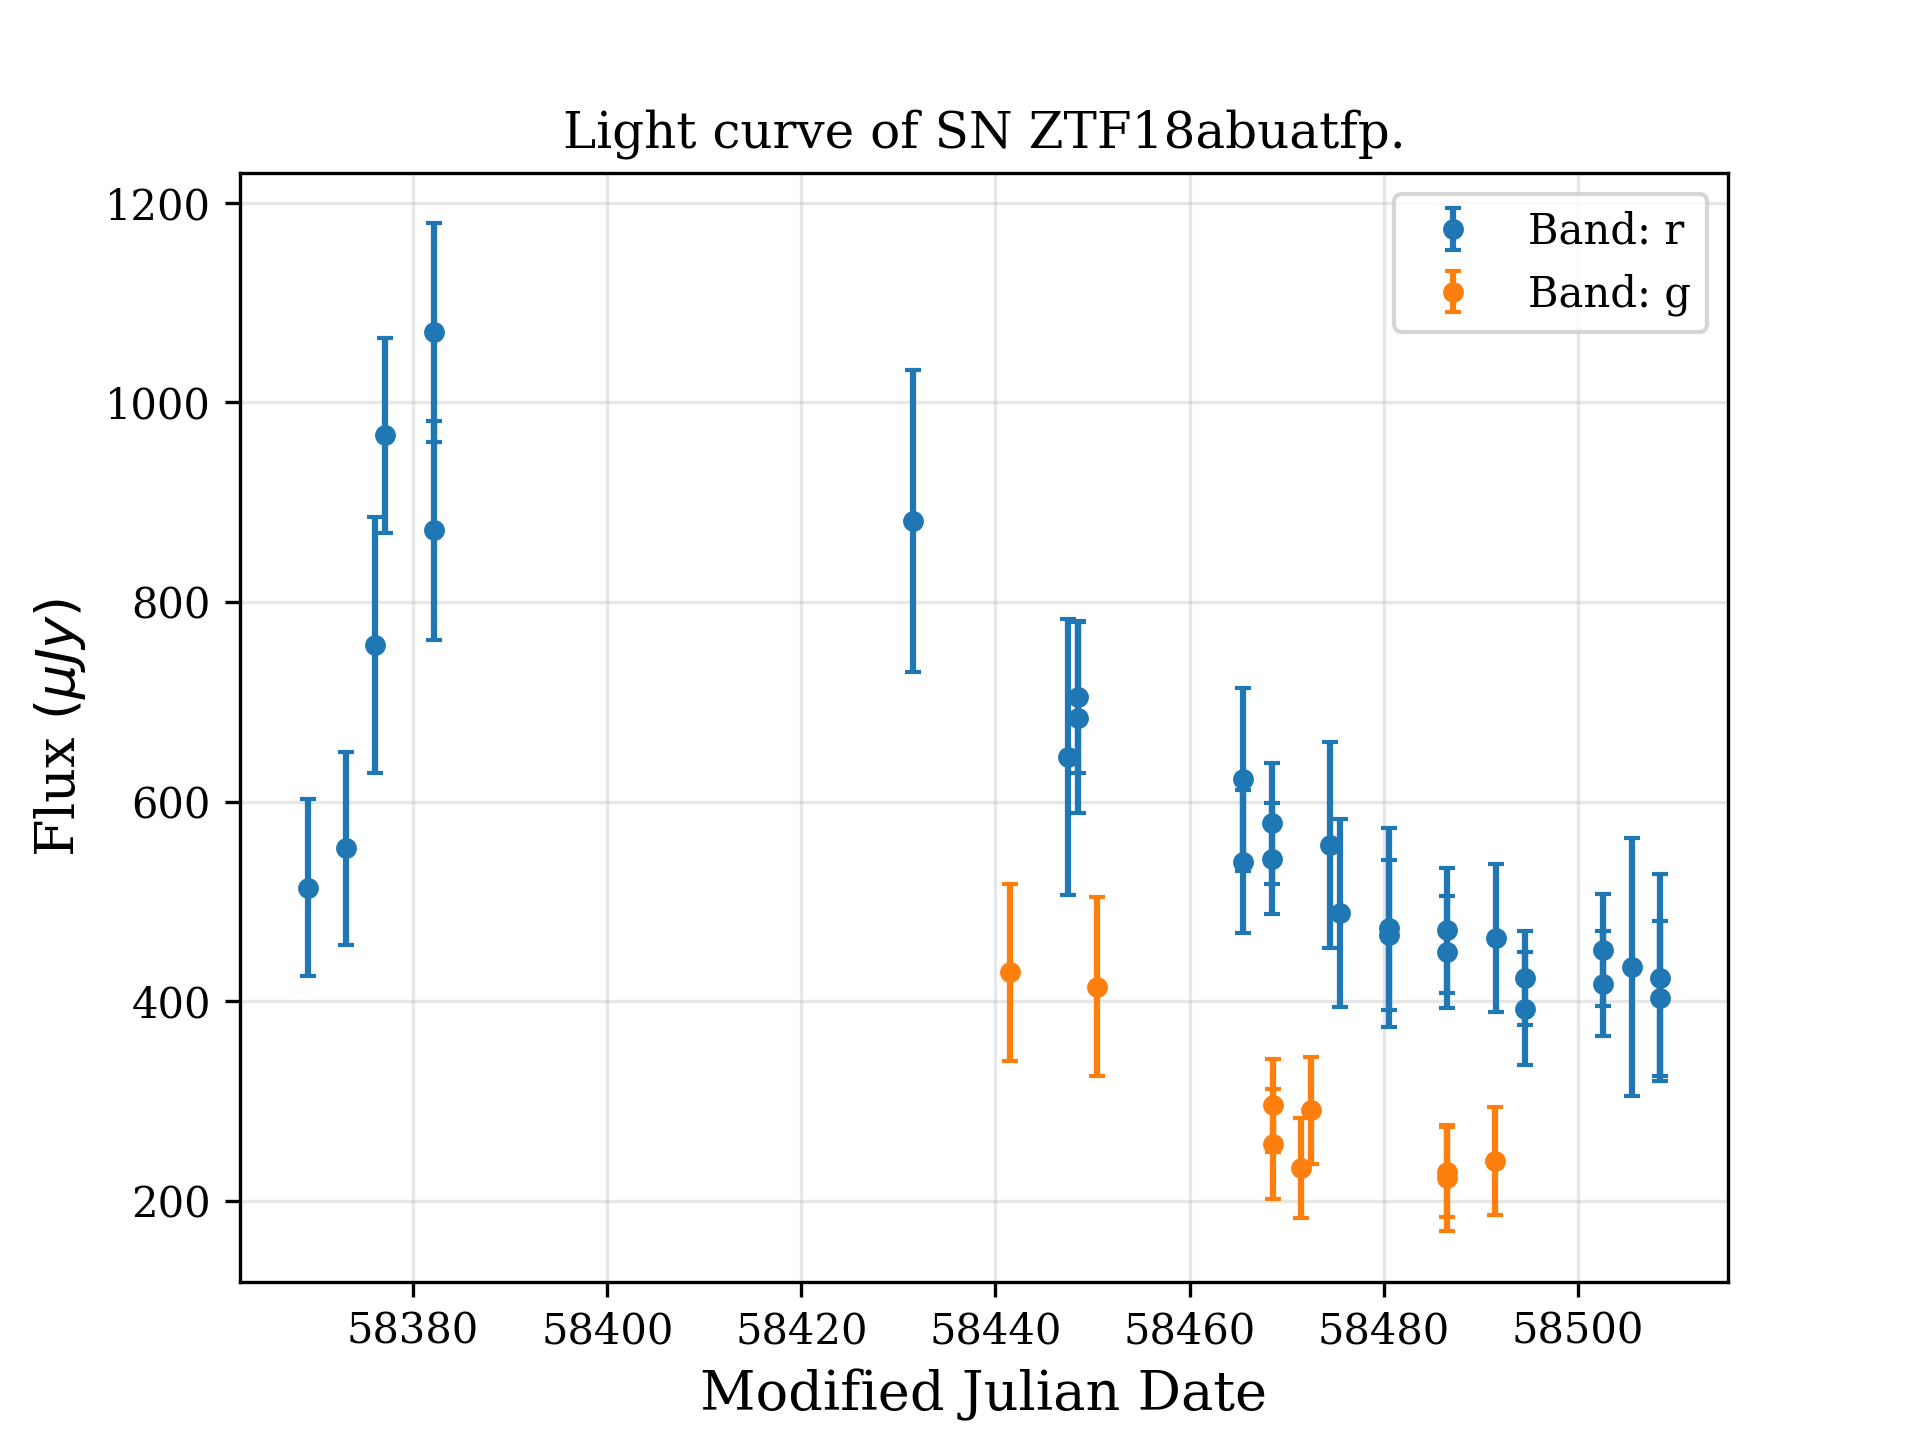 Light curve of SN ZTF18abuatfp.
1200
1000
800
600
400
200
Flux (μJy)
Band: r
Band: g
58380 58400 58420 58440 58460 58480 58500
Modified Julian Date